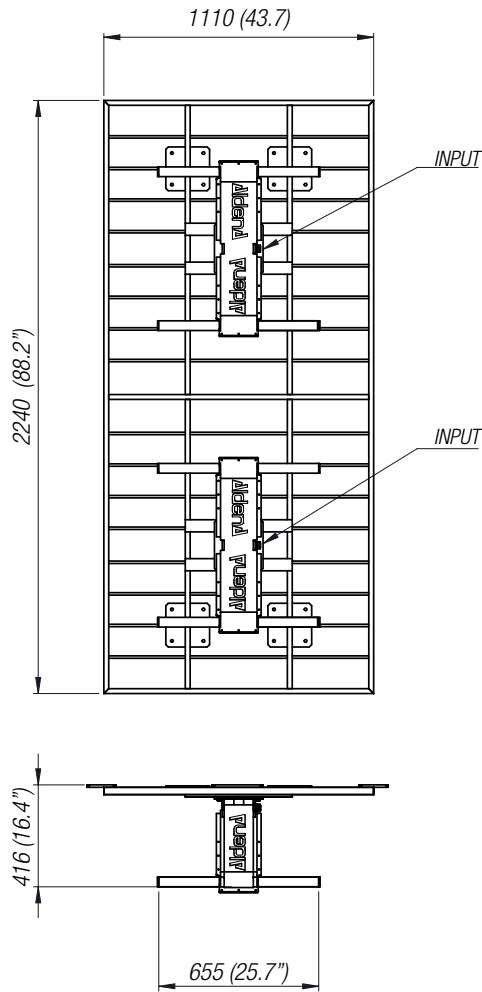 1110 (43.7)
INPUT
AldenA
AldenA
2240 (88.2")
INPUT
AldenA
AldenA
416 (16.4")
AldenA
655 (25.7")